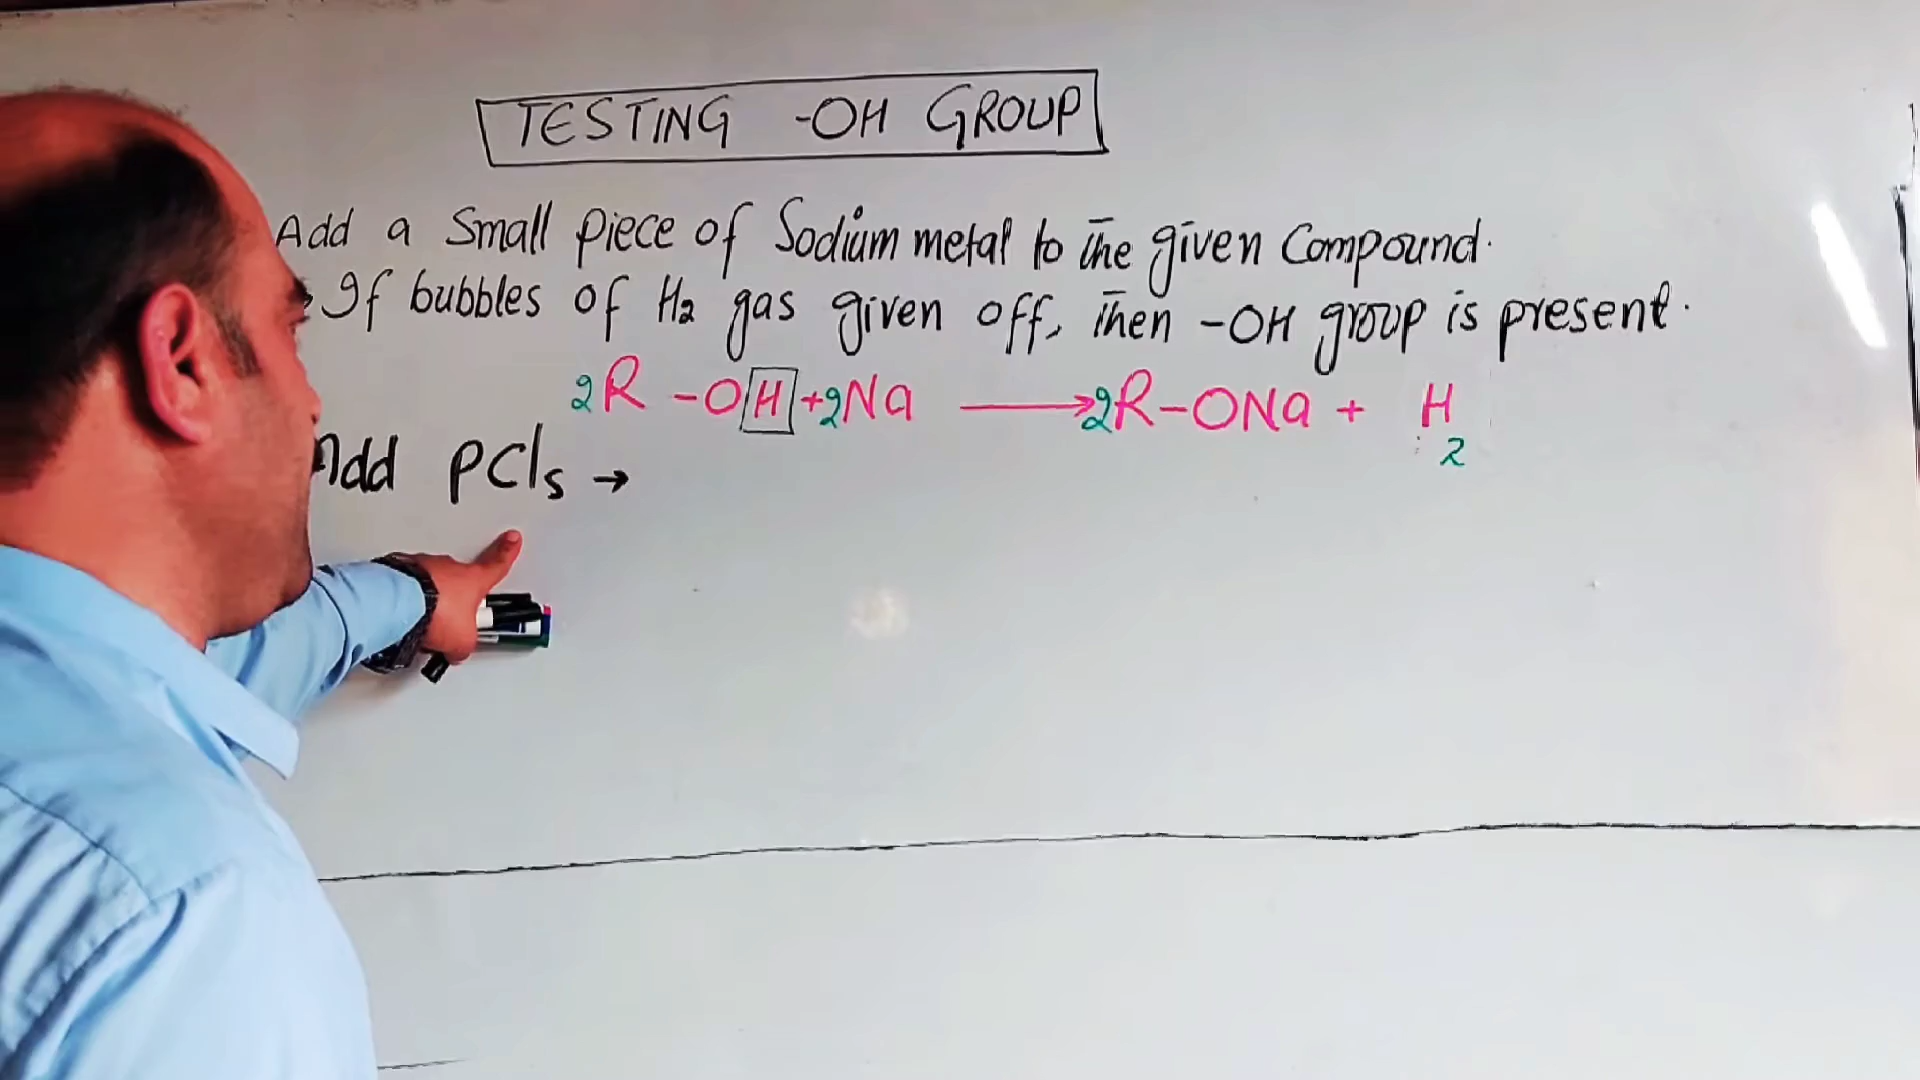 TESTING -OH GROUP
Add a Small piece of Sodium metal to the given Compound.
If bubbles of H₂ gas given off, then -OH group is present.
2R-OH+2Na → 2R-ONa + H₂
Add PCl₅ →